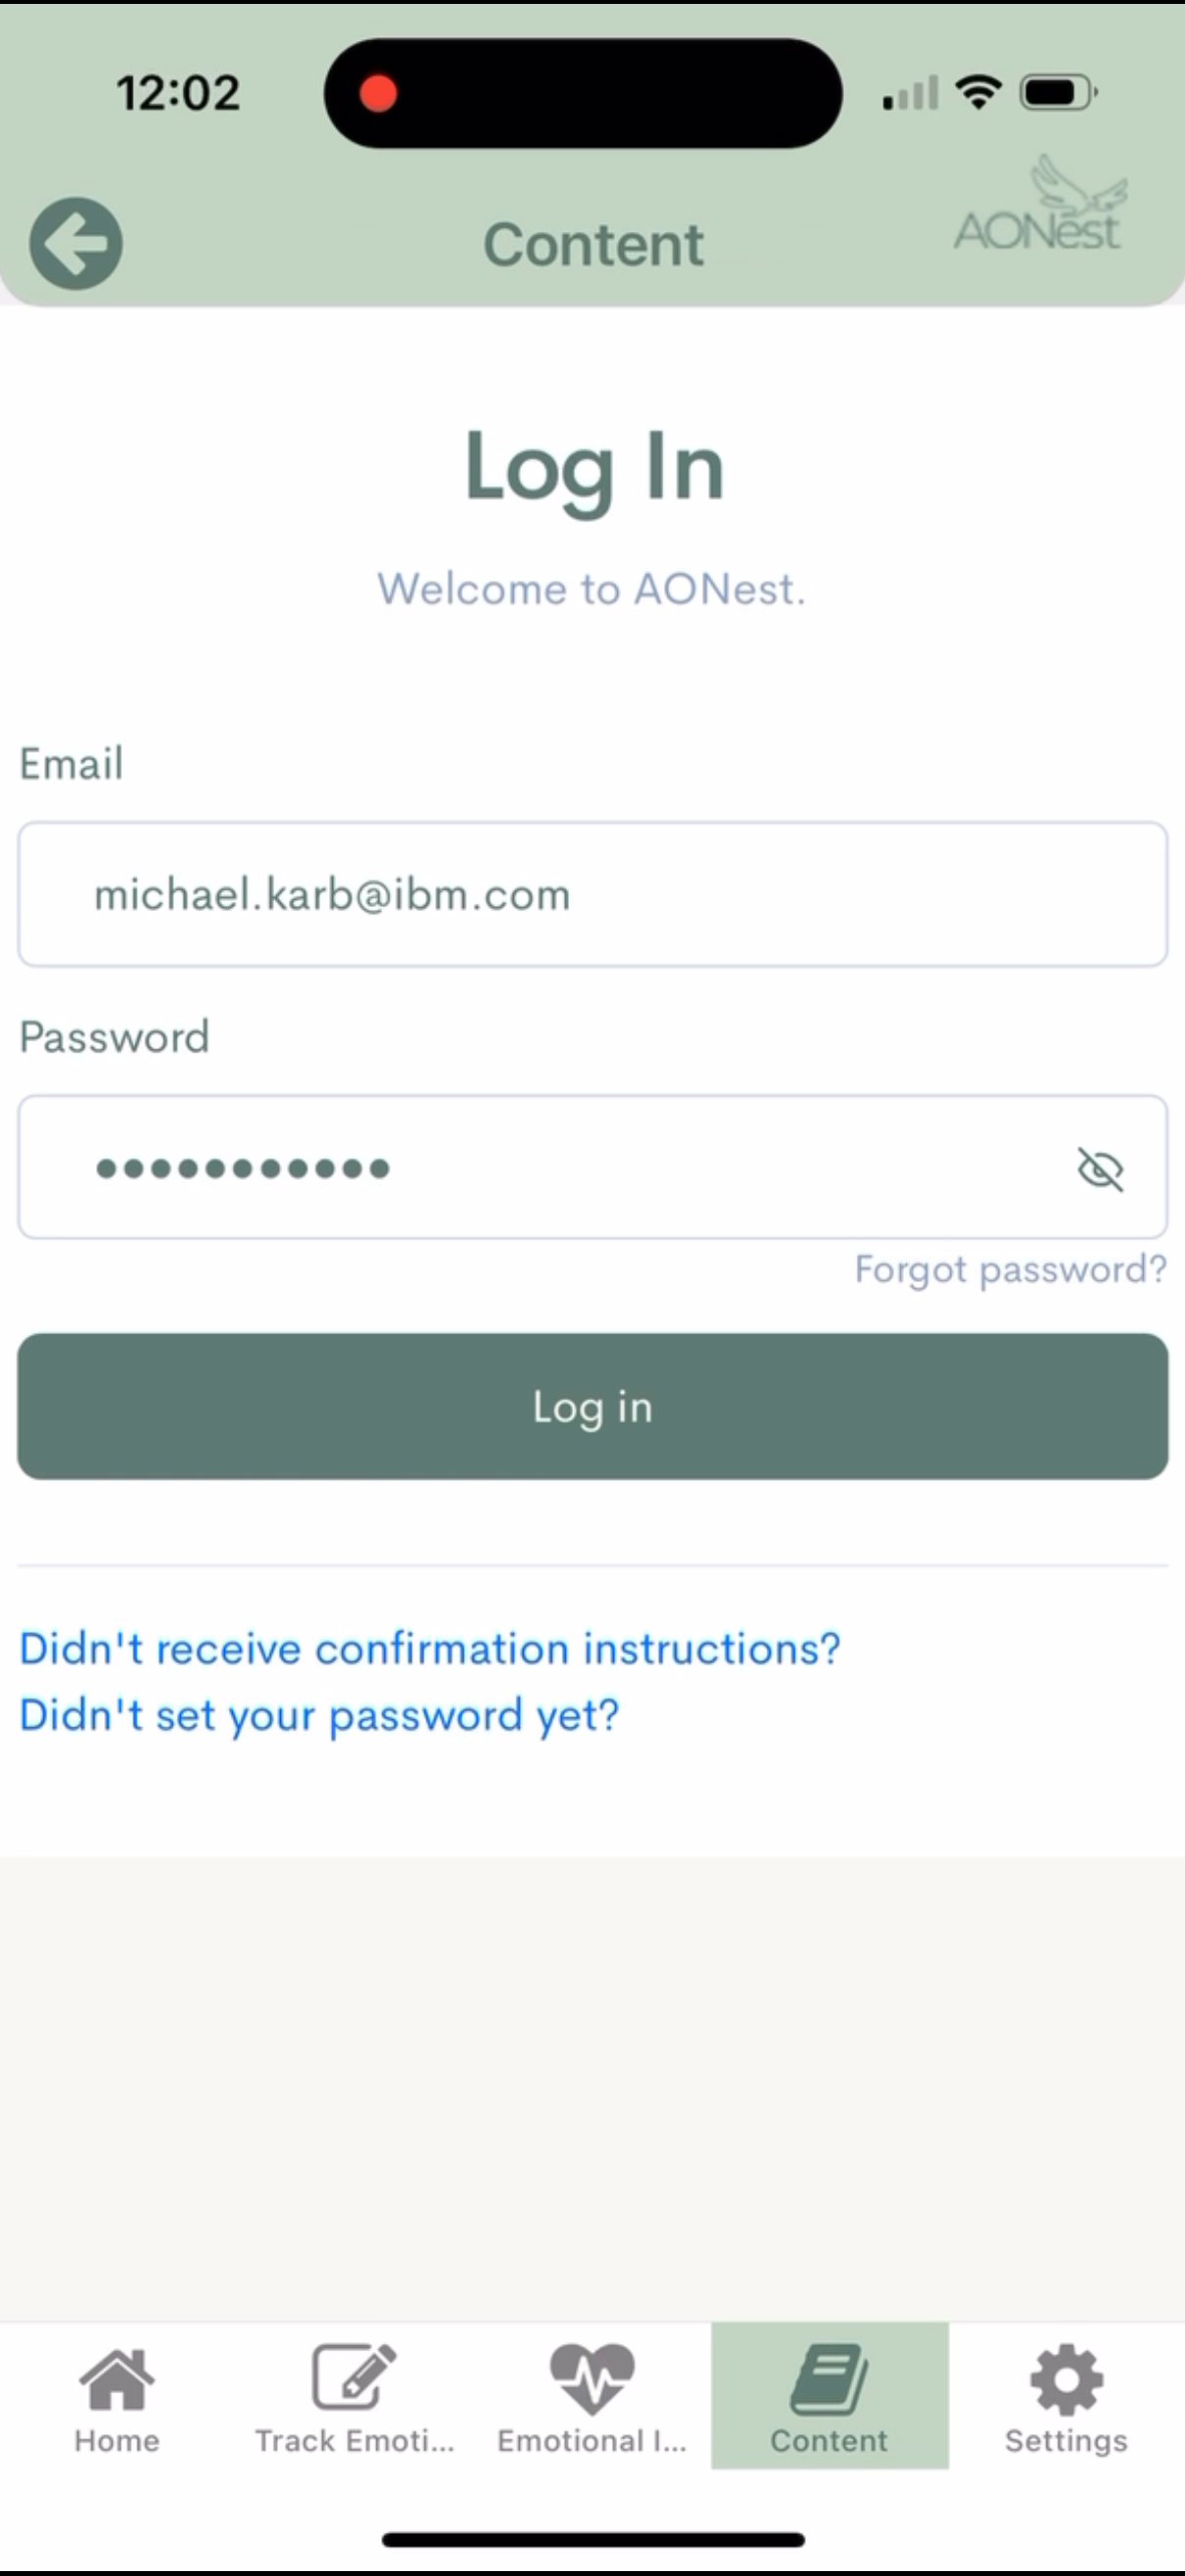 12:02
Content
AONest
Log In
Welcome to AONest.
Email
michael.karb@ibm.com
Password
•••••••••••
Forgot password?
Log in
Didn't receive confirmation instructions?
Didn't set your password yet?
Home
Track Emoti...
Emotional I...
Content
Settings